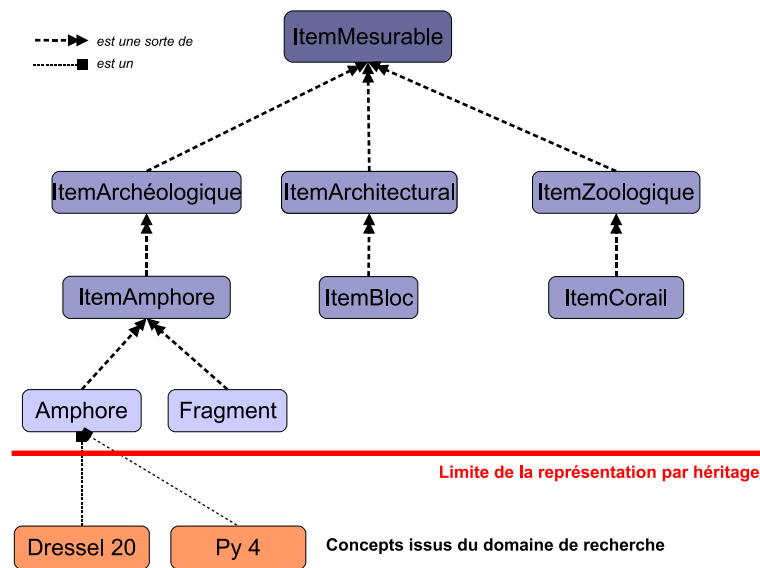 ItemMesurable
est une sorte de
est un
ItemArchéologique
ItemArchitectural
ItemZoologique
ItemAmphore
ItemBloc
ItemCorail
Amphore
Fragment
Limite de la représentation par héritage
Dressel 20
Py 4
Concepts issus du domaine de recherche